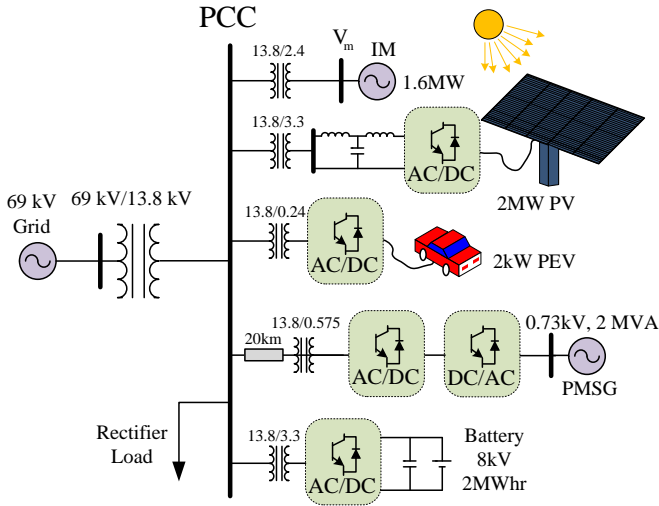 PCC
13.8/2.4
V_m
IM
1.6MW
13.8/3.3
AC/DC
2MW PV
69 kV
Grid
69 kV/13.8 kV
13.8/0.24
AC/DC
2kW PEV
20km
13.8/0.575
AC/DC
DC/AC
0.73kV, 2 MVA
PMSG
Rectifier
Load
13.8/3.3
AC/DC
Battery
8kV
2MWhr